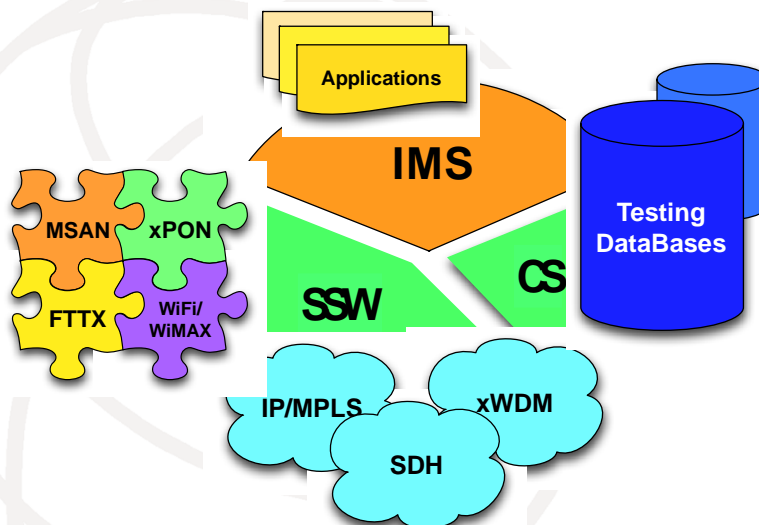 Applications
IMS
Testing
DataBases
MSAN
xPON
FTTX
WiFi/
WiMAX
SSW
CS
IP/MPLS
xWDM
SDH